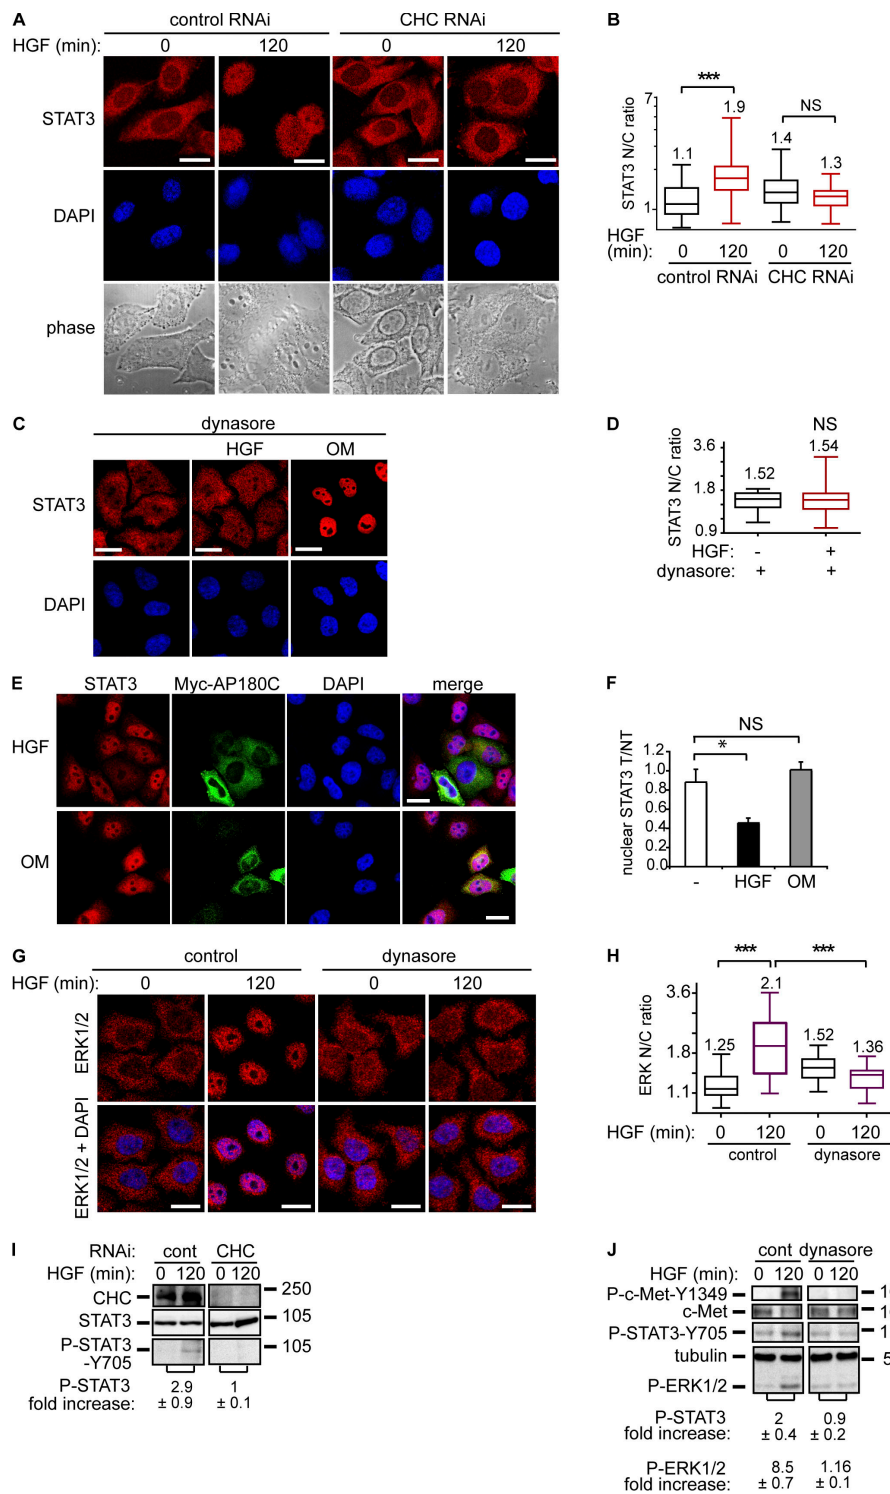 A
control RNAi CHC RNAi
HGF (min): 0 120 0 120
STAT3
DAPI
phase
B
***
NS
7
1.9
1.4
1.1
1.3
1
STAT3 N/C ratio
HGF (min): 0 120 0 120
control RNAi CHC RNAi
C
dynasore
HGF OM
STAT3
DAPI
D
NS
3.6
1.54
1.52
1.8
0.9
STAT3 N/C ratio
HGF: - +
dynasore: + +
E
STAT3 Myc-AP180C DAPI merge
HGF
OM
F
NS
*
1.2
1.0
0.8
0.6
0.4
0.2
0.0
nuclear STAT3 T/NT
- HGF OM
G
control dynasore
HGF (min): 0 120 0 120
ERK1/2
ERK1/2 + DAPI
H
*** ***
3.6
2.1
1.25
1.52
1.36
1.8
1.1
ERK N/C ratio
HGF (min): 0 120 0 120
control dynasore
I
RNAi: cont CHC
HGF (min): 0 120 0 120
CHC 250
STAT3 105
P-STAT3 105
-Y705
P-STAT3 2.9 1
fold increase: ± 0.9 ± 0.1
J
cont dynasore
HGF (min): 0 120 0 120
P-c-Met-Y1349
c-Met
P-STAT3-Y705
tubulin
P-ERK1/2
P-STAT3 2 0.9
fold increase: ± 0.4 ± 0.2
P-ERK1/2 8.5 1.16
fold increase: ± 0.7 ± 0.1